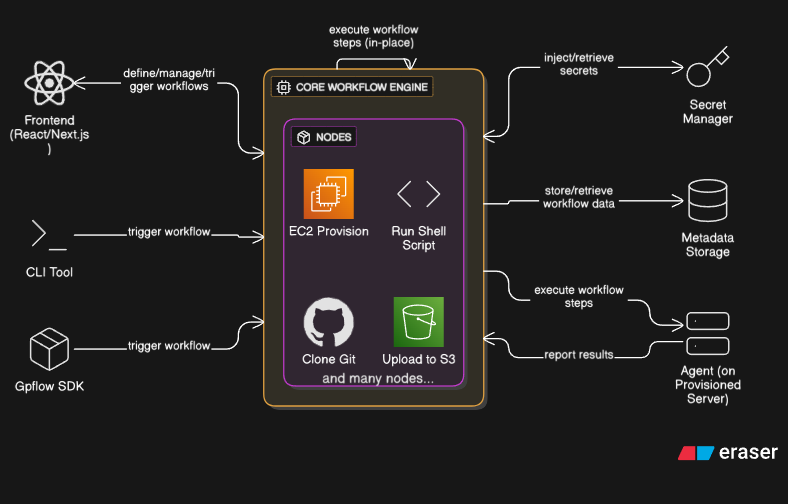 execute workflow
steps (in-place)
define/manage/tri
gger workflows
Frontend
(React/Next.js
)
trigger workflow
CLI Tool
trigger workflow
Gpflow SDK
CORE WORKFLOW ENGINE
NODES
EC2 Provision
Run Shell
Script
Clone Git
Upload to S3
and many nodes...
inject/retrieve
secrets
Secret
Manager
store/retrieve
workflow data
Metadata
Storage
execute workflow
steps
report results
Agent (on
Provisioned
Server)
eraser